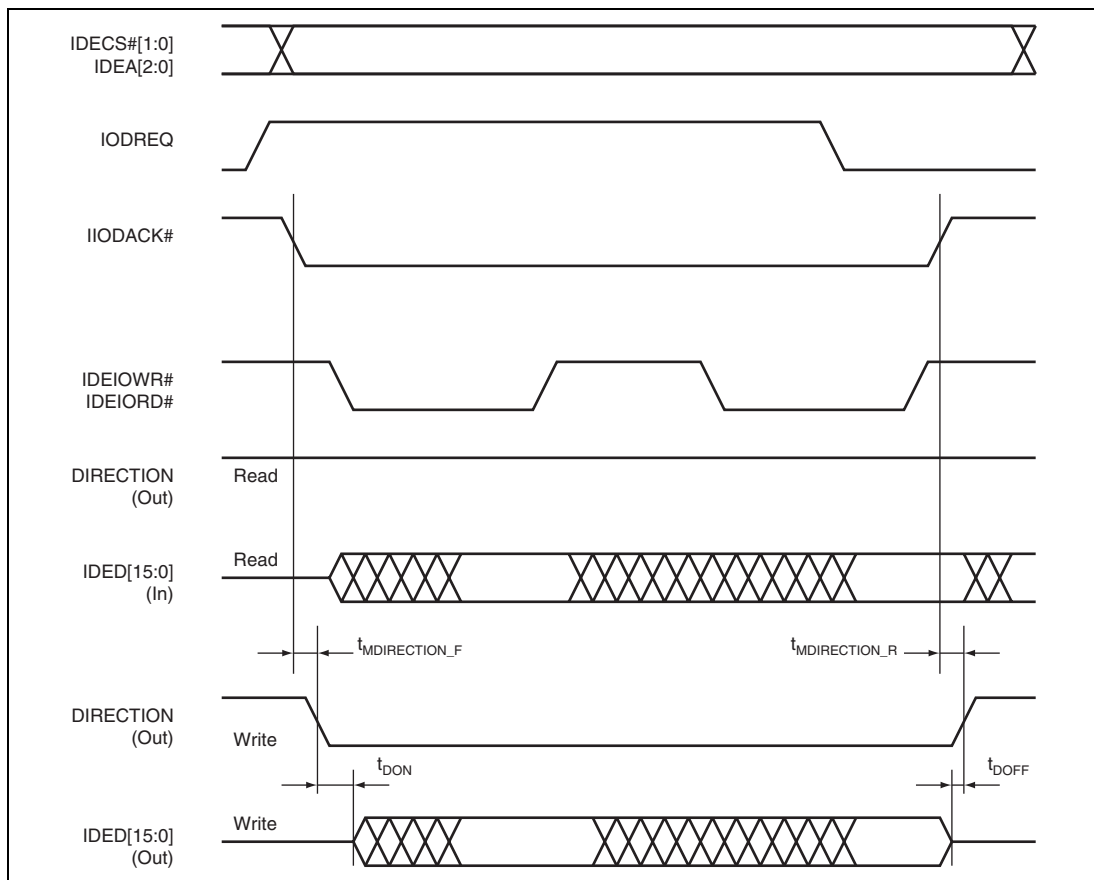 IDECS#[1:0]
IDEA[2:0]
IODREQ
IIODACK#
IDEIOWR#
IDEIORD#
DIRECTION
(Out)
Read
IDED[15:0]
(In)
Read
tMDIRECTION_F
tMDIRECTION_R
DIRECTION
(Out)
Write
tDON
tDOFF
IDED[15:0]
(Out)
Write